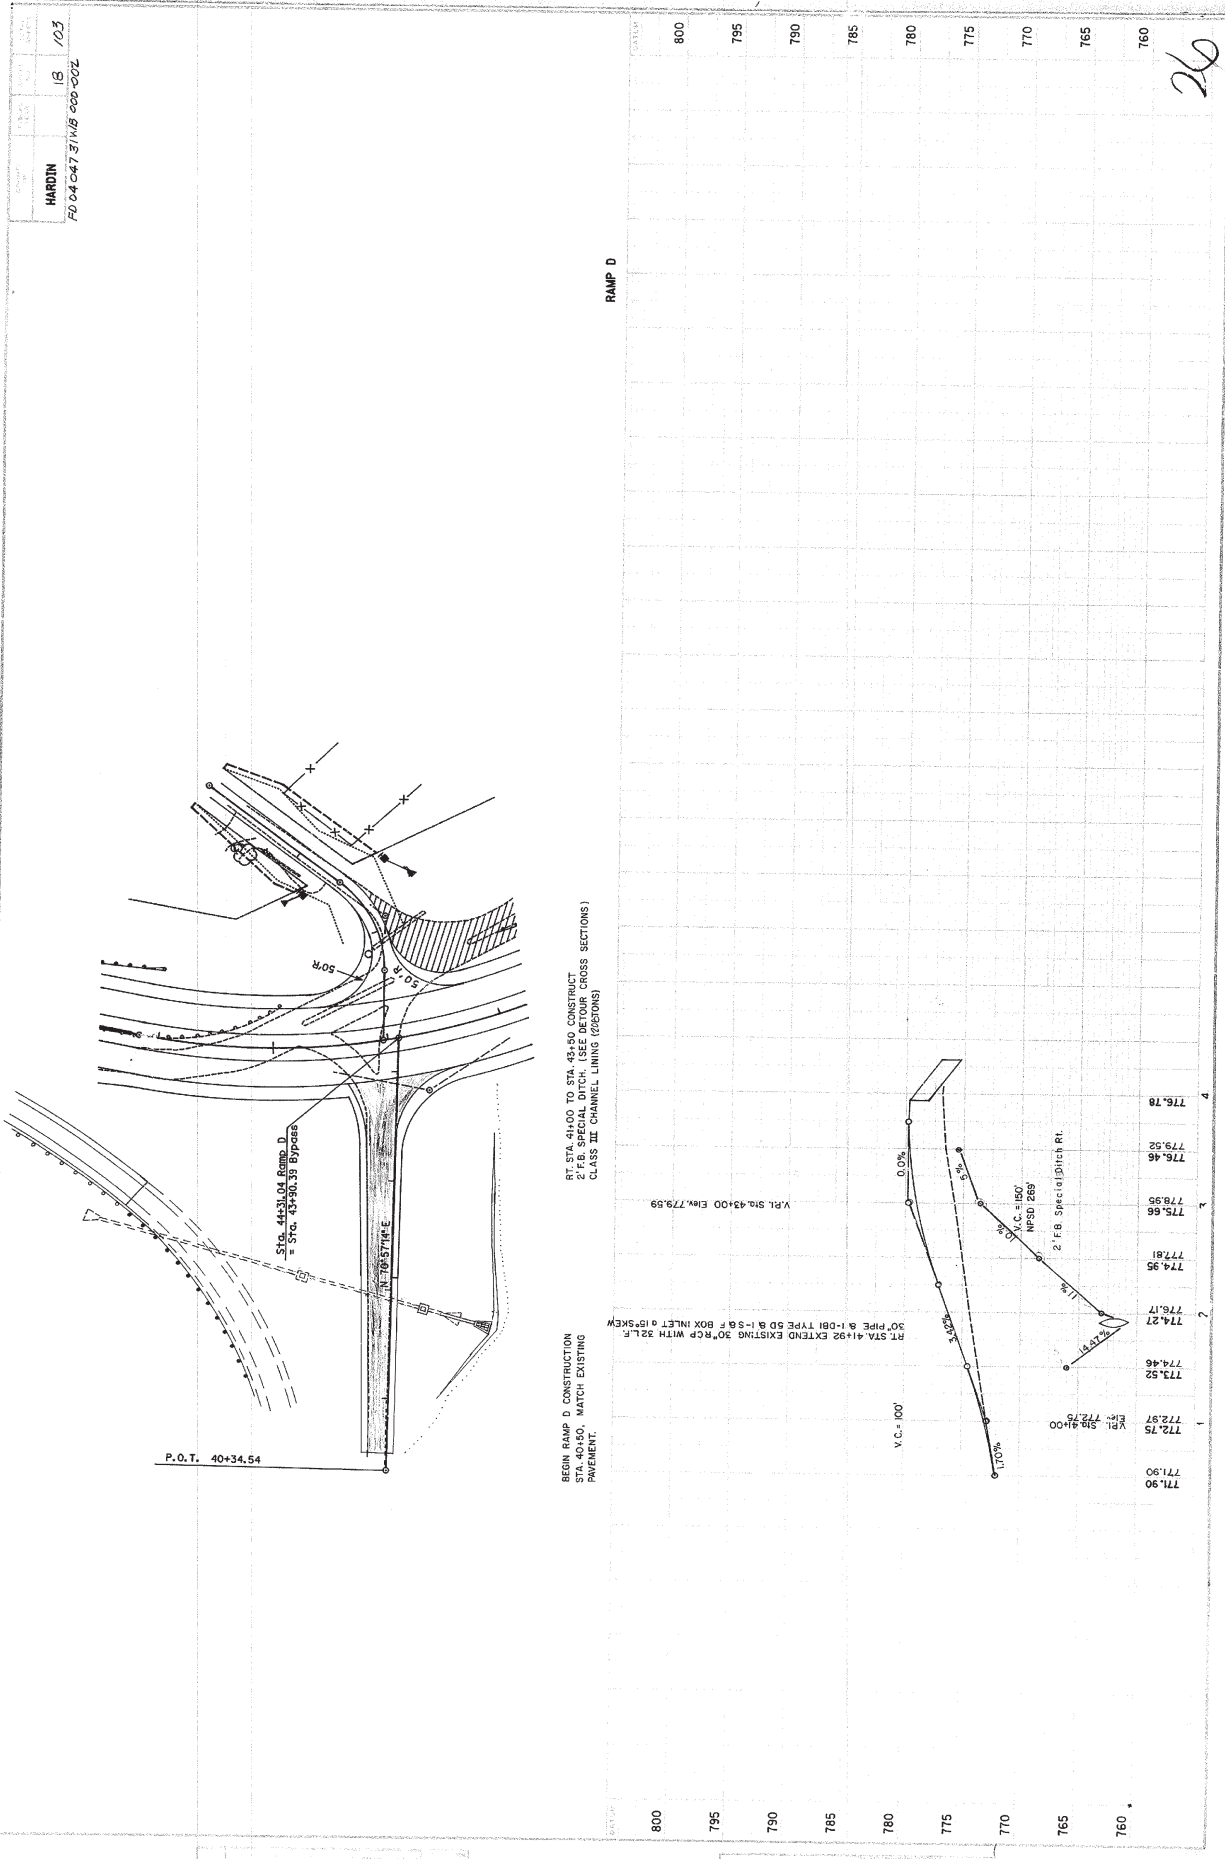 HARDIN
18
103
FD 04 047 31WB 000-002
26
RAMP D
P.O.T. 40+34.54
Sta. 44+31.04 Ramp D
= Sta. 43+90.39 Bypass
N 70°57'14" E
50'R
50'R
BEGIN RAMP D CONSTRUCTION
STA. 40+50, MATCH EXISTING
PAVEMENT.
RT. STA. 41+00 TO STA. 43+50 CONSTRUCT
2' F.B. SPECIAL DITCH. (SEE DETOUR CROSS SECTIONS)
CLASS III CHANNEL LINING
800
795
790
785
780
775
770
765
760
800
795
790
785
780
775
770
765
760
RT. STA. 41+92 EXTEND EXISTING 30" RCP WITH 32 L.F.
30" PIPE & 1-DBI TYPE 5D & 1-S & F BOX INLET @ 15° SKEW
V.P.I. Sta. 43+00 Elev. 779.59
V.C. = 100'
V.P.I. Sta. 41+00
Elev. 772.75
V.C. = 150'
NPSD 269'
2' F.B. Special Ditch Rt.
1.70%
3.42%
0.0%
14.47%
11%
10%
5%
771.90
771.90
772.75
772.97
773.52
774.46
774.27
776.17
774.95
777.81
775.66
778.95
776.46
779.52
776.78
1
2
3
4